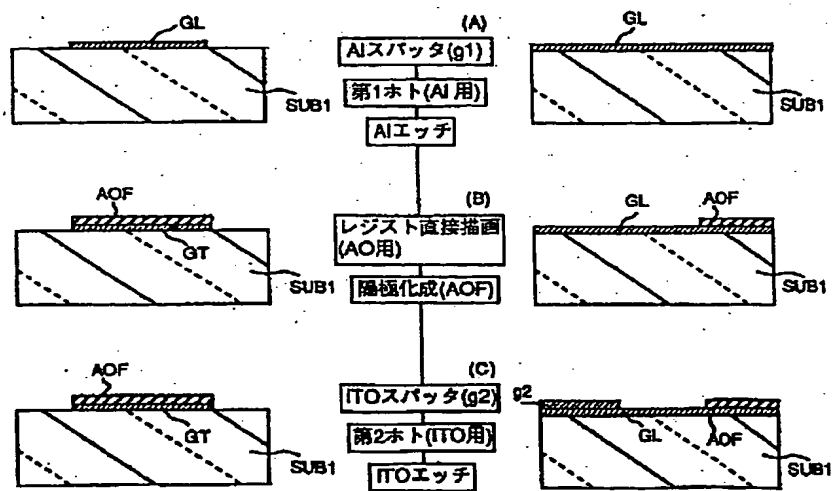 GL
SUB1
(A)
Alスパッタ(g1)
第1ホト(Al用)
Alエッチ
GL
SUB1
AOF
GT
SUB1
(B)
レジスト直接描画
(AO用)
陽極化成(AOF)
GL
AOF
SUB1
AOF
GT
SUB1
(C)
ITOスパッタ(g2)
第2ホト(ITO用)
ITOエッチ
g2
GL
AOF
SUB1